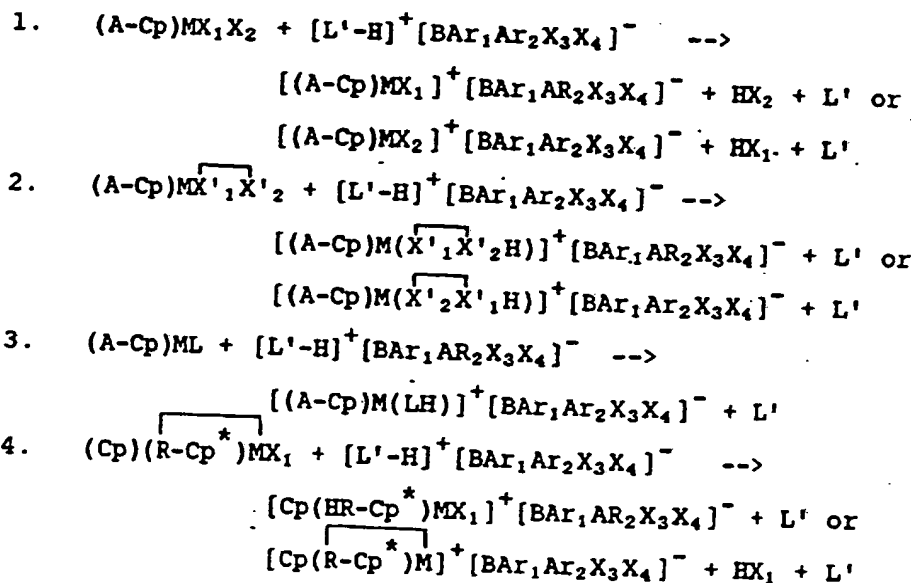 1. (A-Cp)MX₁X₂ + [L'-H]⁺[BAr₁Ar₂X₃X₄]⁻ -->
[(A-Cp)MX₁]⁺[BAr₁AR₂X₃X₄]⁻ + HX₂ + L' or
[(A-Cp)MX₂]⁺[BAr₁Ar₂X₃X₄]⁻ + HX₁ + L'
2. (A-Cp)MX'₁X'₂ + [L'-H]⁺[BAr₁Ar₂X₃X₄]⁻ -->
[(A-Cp)M(X'₁X'₂H)]⁺[BAr₁AR₂X₃X₄]⁻ + L' or
[(A-Cp)M(X'₂X'₁H)]⁺[BAr₁Ar₂X₃X₄]⁻ + L'
3. (A-Cp)ML + [L'-H]⁺[BAr₁AR₂X₃X₄]⁻ -->
[(A-Cp)M(LH)]⁺[BAr₁Ar₂X₃X₄]⁻ + L'
4. (Cp)(R-Cp*)MX₁ + [L'-H]⁺[BAr₁Ar₂X₃X₄]⁻ -->
[Cp(HR-Cp*)MX₁]⁺[BAr₁AR₂X₃X₄]⁻ + L' or
[Cp(R-Cp*)M]⁺[BAr₁Ar₂X₃X₄]⁻ + HX₁ + L'